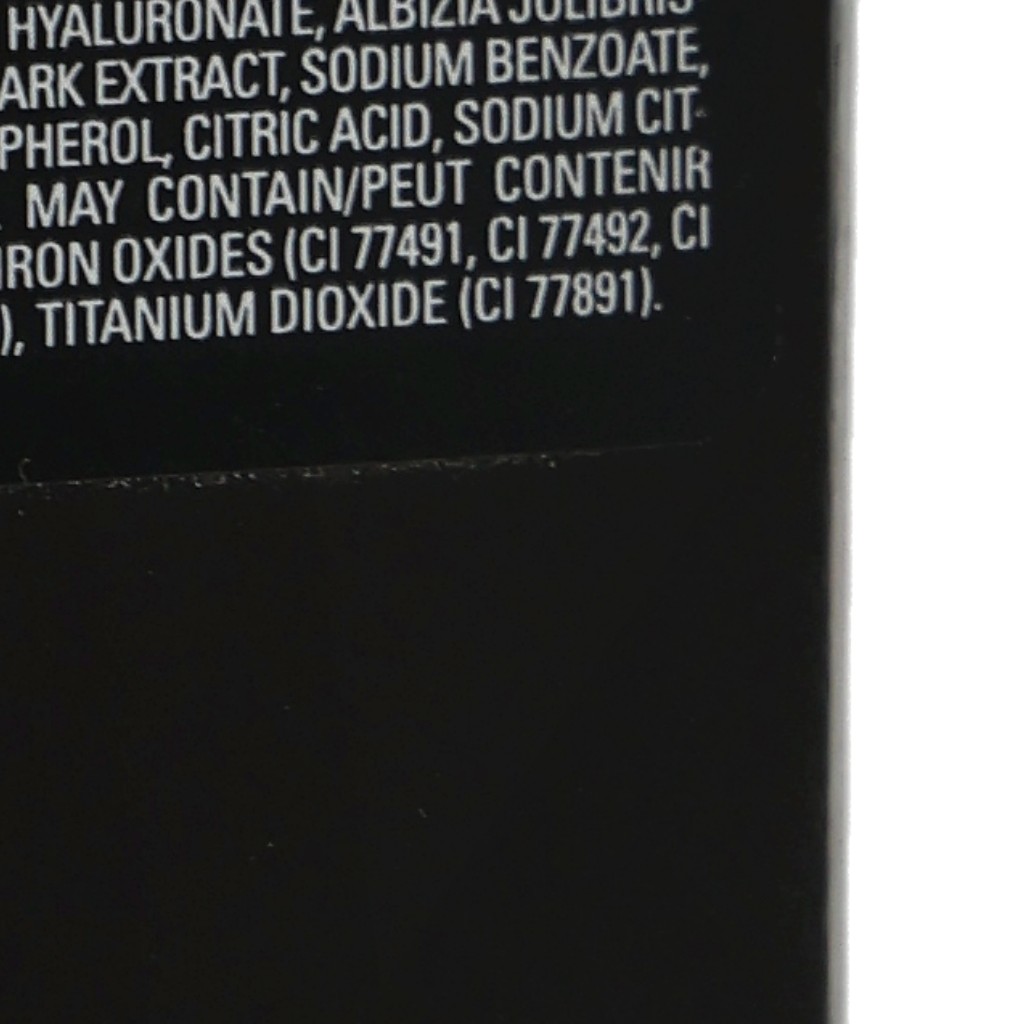 HYALURONATE, ALBIZIA JULIBRIS
ARK EXTRACT, SODIUM BENZOATE,
PHEROL, CITRIC ACID, SODIUM CIT-
MAY CONTAIN/PEUT CONTENIR
IRON OXIDES (CI 77491, CI 77492, CI
), TITANIUM DIOXIDE (CI 77891).